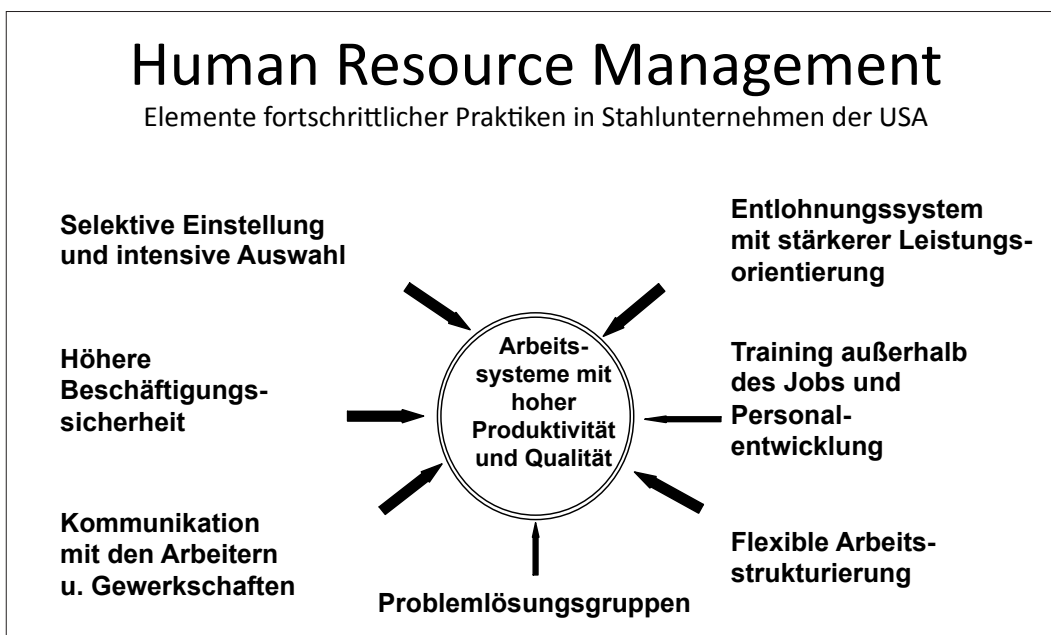 Human Resource Management
Elemente fortschrittlicher Praktiken in Stahlunternehmen der USA
Selektive Einstellung
und intensive Auswahl
Entlohnungssystem
mit stärkerer Leistungs-
orientierung
Höhere
Beschäftigungs-
sicherheit
Arbeits-
systeme mit
hoher
Produktivität
und Qualität
Training außerhalb
des Jobs und
Personal-
entwicklung
Kommunikation
mit den Arbeitern
u. Gewerkschaften
Problemlösungsgruppen
Flexible Arbeits-
strukturierung